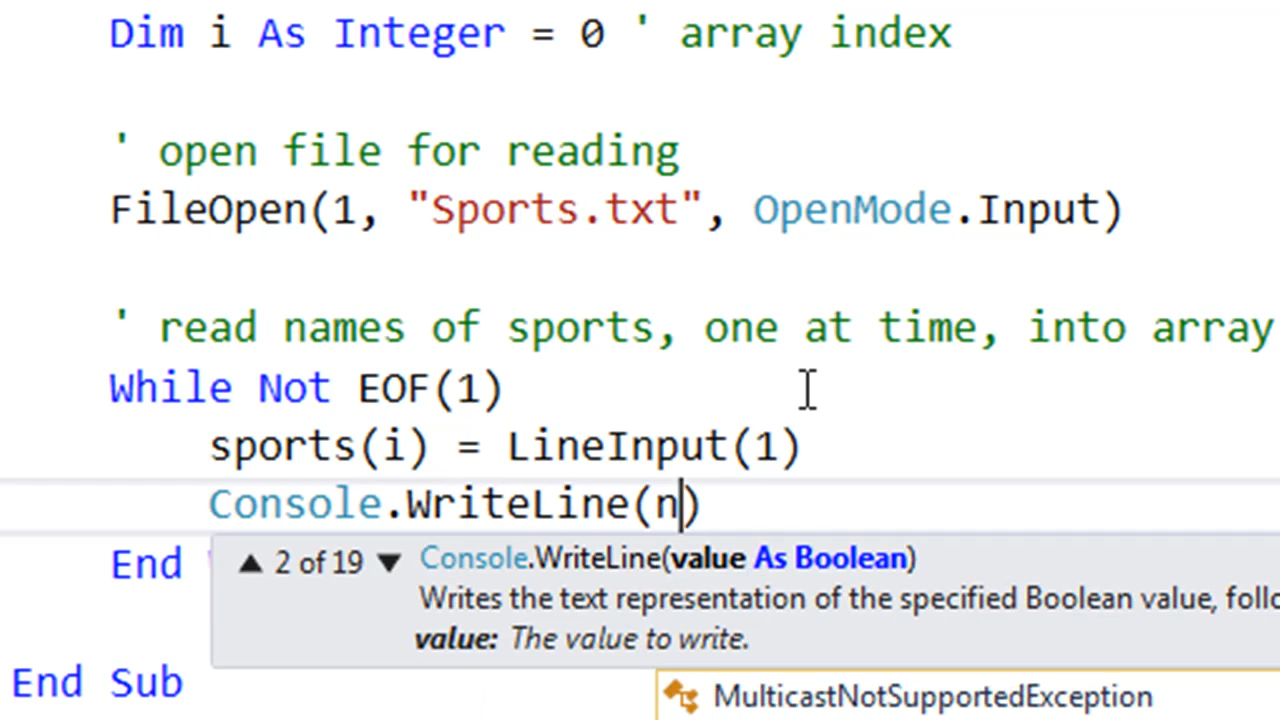 Dim i As Integer = 0 ' array index
' open file for reading
FileOpen(1, "Sports.txt", OpenMode.Input)
' read names of sports, one at time, into array
While Not EOF(1)
sports(i) = LineInput(1)
Console.WriteLine(n)
End
▲ 2 of 19 ▼ Console.WriteLine(value As Boolean)
Writes the text representation of the specified Boolean value,
value: The value to write.
End Sub
MulticastNotSupportedException